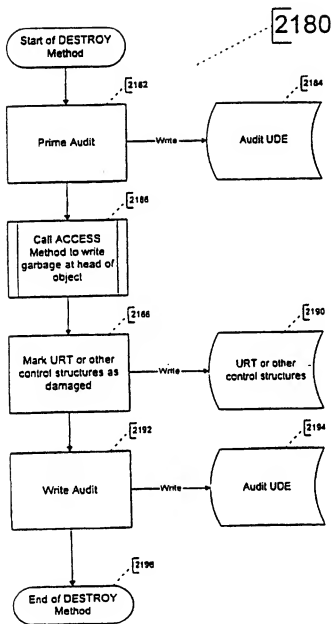 2180
Start of DESTROY
Method
2182
Prime Audit
Write
2184
Audit UDE
2186
Call ACCESS
Method to write
garbage at head of
object
2166
Mark URT or other
control structures as
damaged
Write
2190
URT or other
control structures
2192
Write Audit
Write
2194
Audit UDE
2196
End of DESTROY
Method